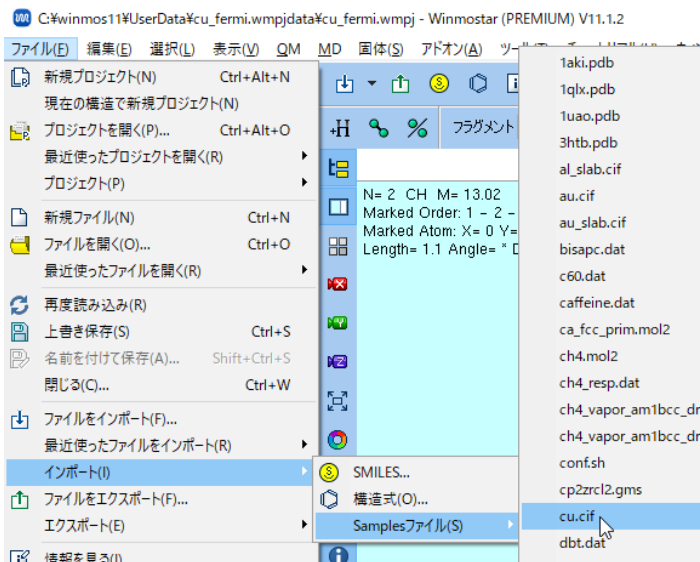 C:¥winmos11¥UserData¥cu_fermi.wmpjdata¥cu_fermi.wmpj - Winmostar (PREMIUM) V11.1.2
ファイル(F) 編集(E) 選択(L) 表示(V) QM MD 固体(S) アドオン(A)
新規プロジェクト(N) Ctrl+Alt+N
現在の構造で新規プロジェクト(N)
プロジェクトを開く(P)... Ctrl+Alt+O
最近使ったプロジェクトを開く(R)
プロジェクト(P)
新規ファイル(N) Ctrl+N
ファイルを開く(O)... Ctrl+O
最近使ったファイルを開く(R)
再度読み込み(R)
上書き保存(S) Ctrl+S
名前を付けて保存(A)... Shift+Ctrl+S
閉じる(C)... Ctrl+W
ファイルをインポート(F)...
最近使ったファイルをインポート(R)
インポート(I)
ファイルをエクスポート(F)...
エクスポート(E)
情報を見る(I)
+H フラグメント
N= 2 CH M= 13.02
Marked Order: 1 - 2 -
Marked Atom: X= 0 Y=
Length= 1.1 Angle= *
SMILES...
構造式(O)...
Samplesファイル(S)
1aki.pdb
1qlx.pdb
1uao.pdb
3htb.pdb
al_slab.cif
au.cif
au_slab.cif
bisapc.dat
c60.dat
caffeine.dat
ca_fcc_prim.mol2
ch4.mol2
ch4_resp.dat
ch4_vapor_am1bcc_dr
ch4_vapor_am1bcc_dr
conf.sh
cp2zrcl2.gms
cu.cif
dbt.dat